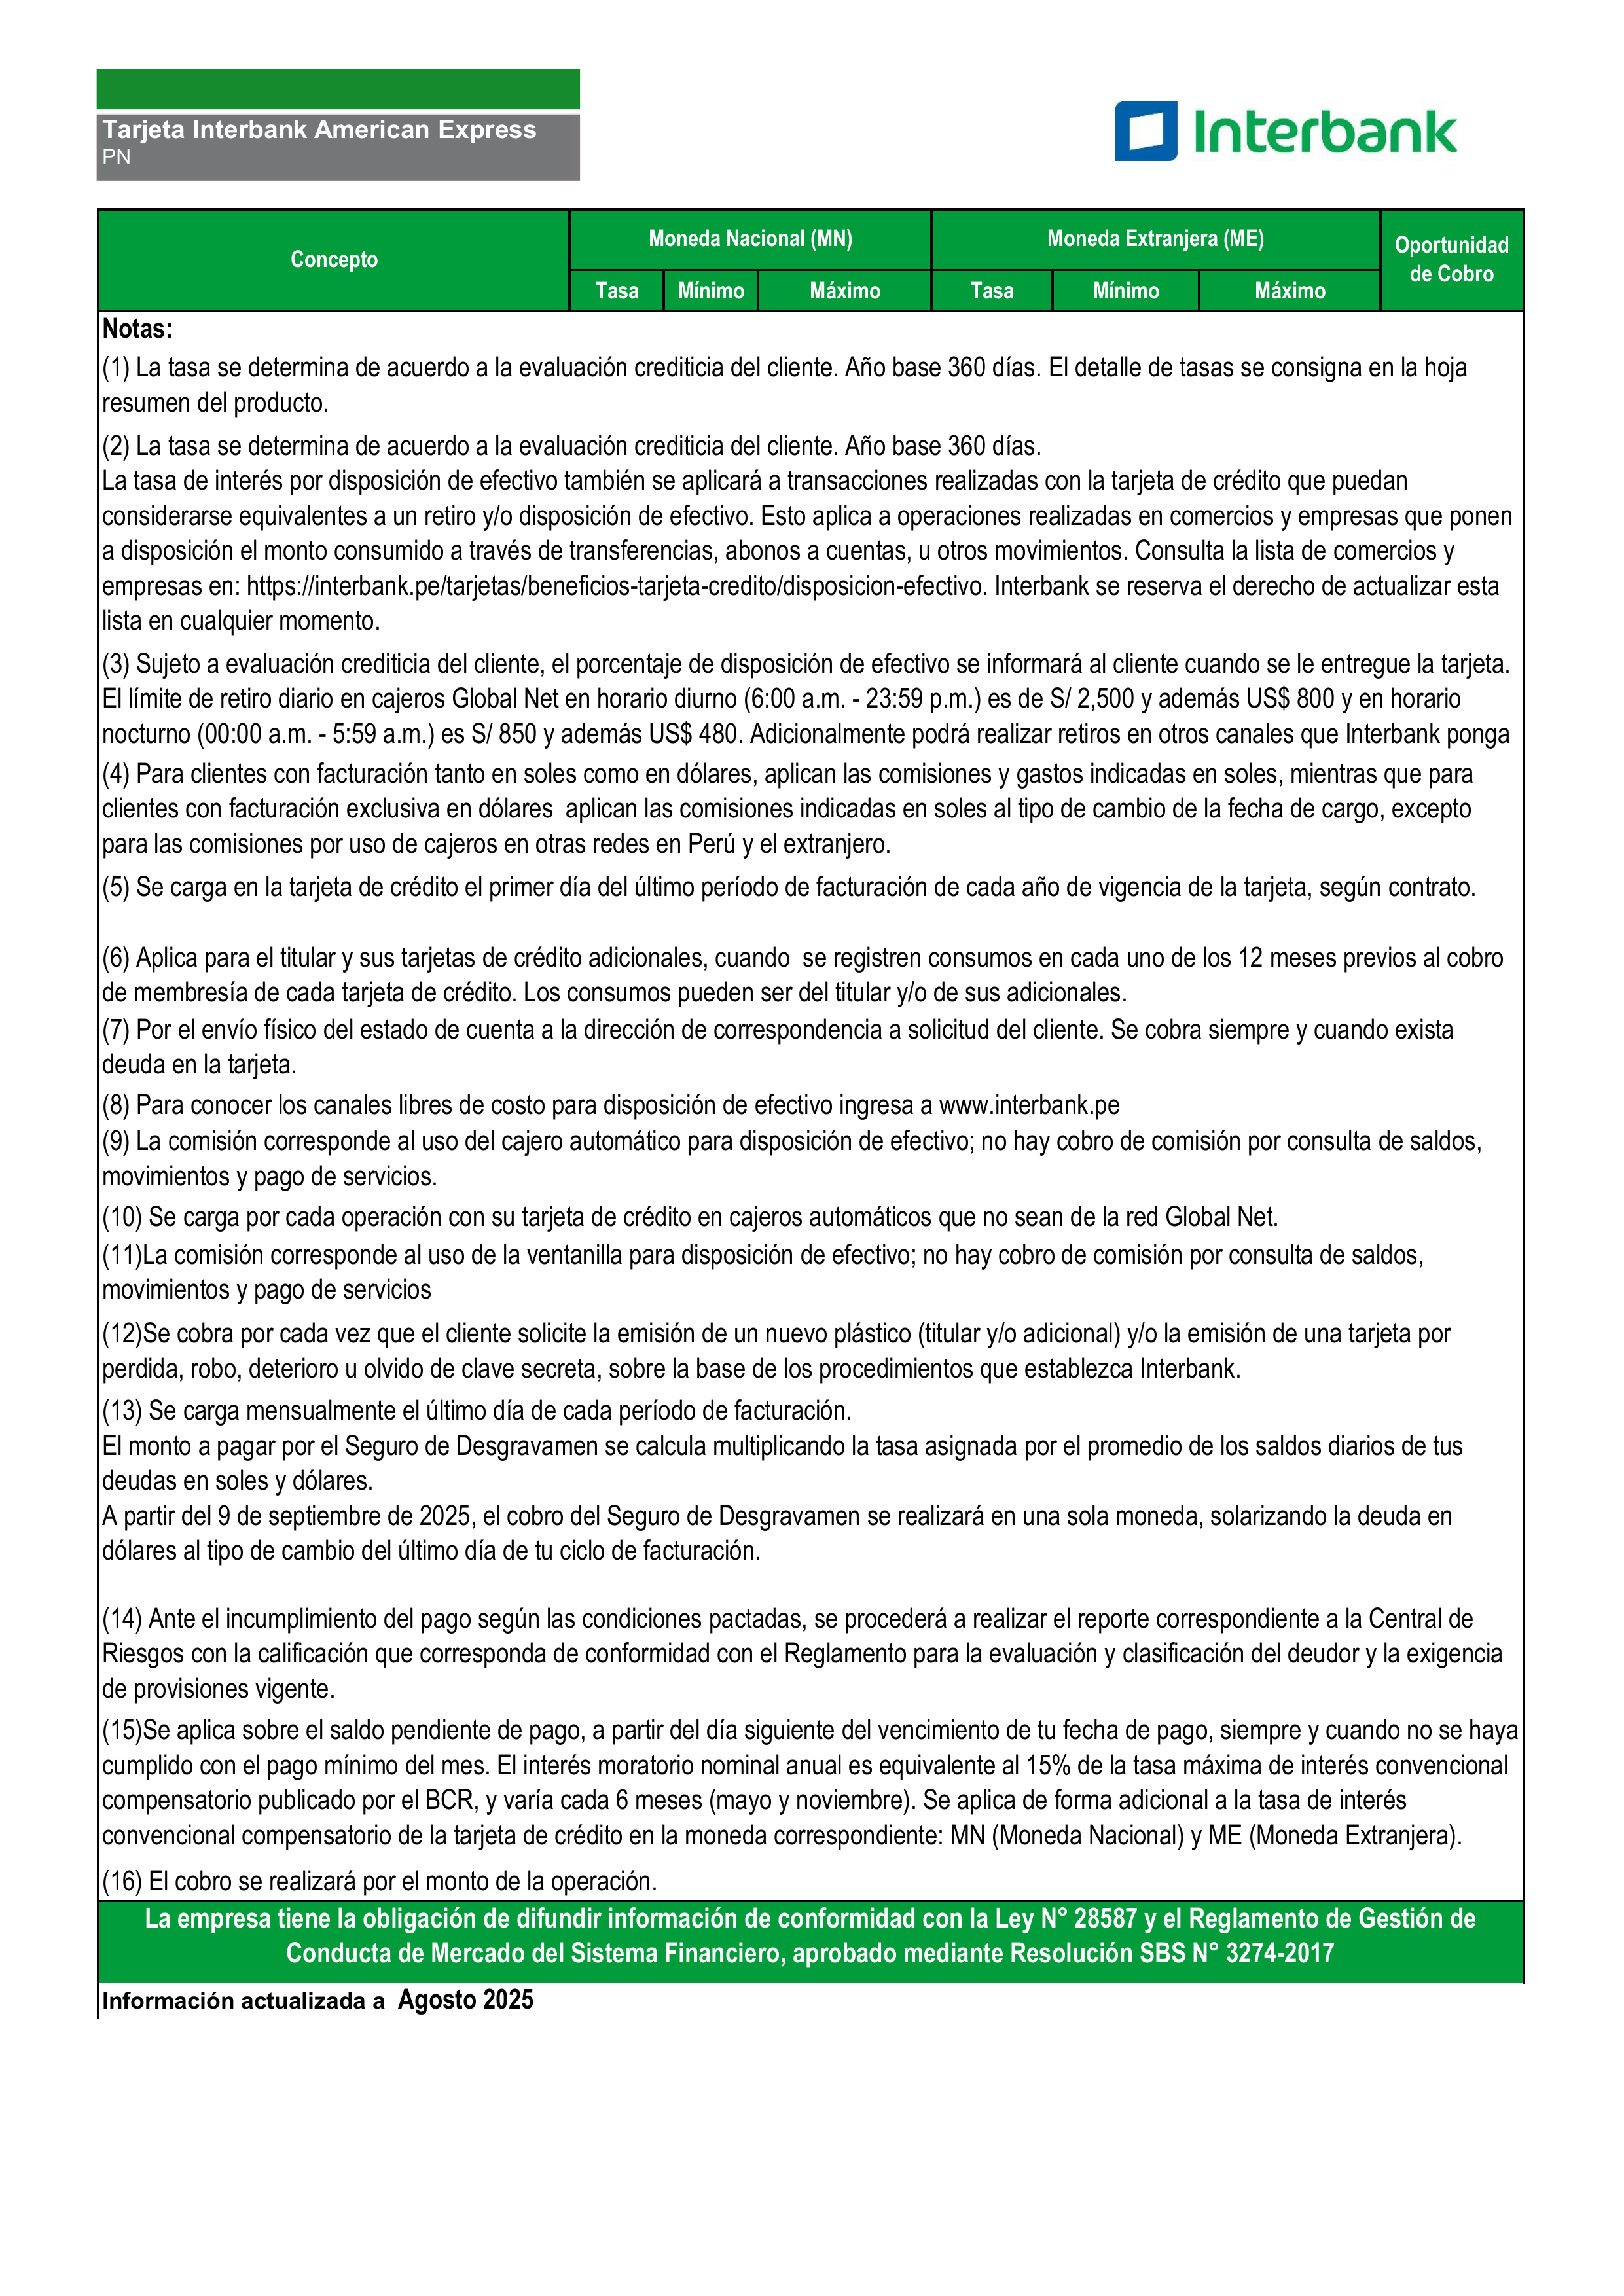 Tarjeta Interbank American Express
PN
Interbank
Concepto
Moneda Nacional (MN)
Moneda Extranjera (ME)
Oportunidad
de Cobro
Tasa
Mínimo
Máximo
Tasa
Mínimo
Máximo
Notas:
(1) La tasa se determina de acuerdo a la evaluación crediticia del cliente. Año base 360 días. El detalle de tasas se consigna en la hoja
resumen del producto.
(2) La tasa se determina de acuerdo a la evaluación crediticia del cliente. Año base 360 días.
La tasa de interés por disposición de efectivo también se aplicará a transacciones realizadas con la tarjeta de crédito que puedan
considerarse equivalentes a un retiro y/o disposición de efectivo. Esto aplica a operaciones realizadas en comercios y empresas que ponen
a disposición el monto consumido a través de transferencias, abonos a cuentas, u otros movimientos. Consulta la lista de comercios y
empresas en: https://interbank.pe/tarjetas/beneficios-tarjeta-credito/disposicion-efectivo. Interbank se reserva el derecho de actualizar esta
lista en cualquier momento.
(3) Sujeto a evaluación crediticia del cliente, el porcentaje de disposición de efectivo se informará al cliente cuando se le entregue la tarjeta.
El límite de retiro diario en cajeros Global Net en horario diurno (6:00 a.m. - 23:59 p.m.) es de S/ 2,500 y además US$ 800 y en horario
nocturno (00:00 a.m. - 5:59 a.m.) es S/ 850 y además US$ 480. Adicionalmente podrá realizar retiros en otros canales que Interbank ponga
(4) Para clientes con facturación tanto en soles como en dólares, aplican las comisiones y gastos indicadas en soles, mientras que para
clientes con facturación exclusiva en dólares  aplican las comisiones indicadas en soles al tipo de cambio de la fecha de cargo, excepto
para las comisiones por uso de cajeros en otras redes en Perú y el extranjero.
(5) Se carga en la tarjeta de crédito el primer día del último período de facturación de cada año de vigencia de la tarjeta, según contrato.
(6) Aplica para el titular y sus tarjetas de crédito adicionales, cuando  se registren consumos en cada uno de los 12 meses previos al cobro
de membresía de cada tarjeta de crédito. Los consumos pueden ser del titular y/o de sus adicionales.
(7) Por el envío físico del estado de cuenta a la dirección de correspondencia a solicitud del cliente. Se cobra siempre y cuando exista
deuda en la tarjeta.
(8) Para conocer los canales libres de costo para disposición de efectivo ingresa a www.interbank.pe
(9) La comisión corresponde al uso del cajero automático para disposición de efectivo; no hay cobro de comisión por consulta de saldos,
movimientos y pago de servicios.
(10) Se carga por cada operación con su tarjeta de crédito en cajeros automáticos que no sean de la red Global Net.
(11)La comisión corresponde al uso de la ventanilla para disposición de efectivo; no hay cobro de comisión por consulta de saldos,
movimientos y pago de servicios
(12)Se cobra por cada vez que el cliente solicite la emisión de un nuevo plástico (titular y/o adicional) y/o la emisión de una tarjeta por
perdida, robo, deterioro u olvido de clave secreta, sobre la base de los procedimientos que establezca Interbank.
(13) Se carga mensualmente el último día de cada período de facturación.
El monto a pagar por el Seguro de Desgravamen se calcula multiplicando la tasa asignada por el promedio de los saldos diarios de tus
deudas en soles y dólares.
A partir del 9 de septiembre de 2025, el cobro del Seguro de Desgravamen se realizará en una sola moneda, solarizando la deuda en
dólares al tipo de cambio del último día de tu ciclo de facturación.
(14) Ante el incumplimiento del pago según las condiciones pactadas, se procederá a realizar el reporte correspondiente a la Central de
Riesgos con la calificación que corresponda de conformidad con el Reglamento para la evaluación y clasificación del deudor y la exigencia
de provisiones vigente.
(15)Se aplica sobre el saldo pendiente de pago, a partir del día siguiente del vencimiento de tu fecha de pago, siempre y cuando no se haya
cumplido con el pago mínimo del mes. El interés moratorio nominal anual es equivalente al 15% de la tasa máxima de interés convencional
compensatorio publicado por el BCR, y varía cada 6 meses (mayo y noviembre). Se aplica de forma adicional a la tasa de interés
convencional compensatorio de la tarjeta de crédito en la moneda correspondiente: MN (Moneda Nacional) y ME (Moneda Extranjera).
(16) El cobro se realizará por el monto de la operación.
La empresa tiene la obligación de difundir información de conformidad con la Ley N° 28587 y el Reglamento de Gestión de
Conducta de Mercado del Sistema Financiero, aprobado mediante Resolución SBS N° 3274-2017
Información actualizada a  Agosto 2025